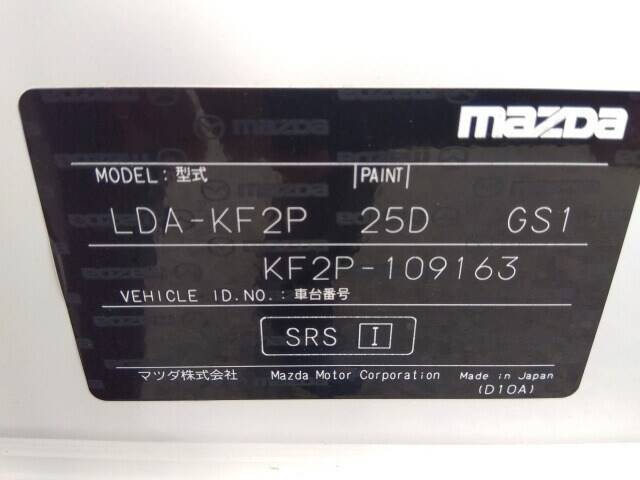 mazda
MODEL: 型式 PAINT
LDA-KF2P 25D GS1
KF2P-109163
VEHICLE ID.NO.: 車台番号
SRS I
マツダ株式会社 Mazda Motor Corporation Made in Japan
(D10A)